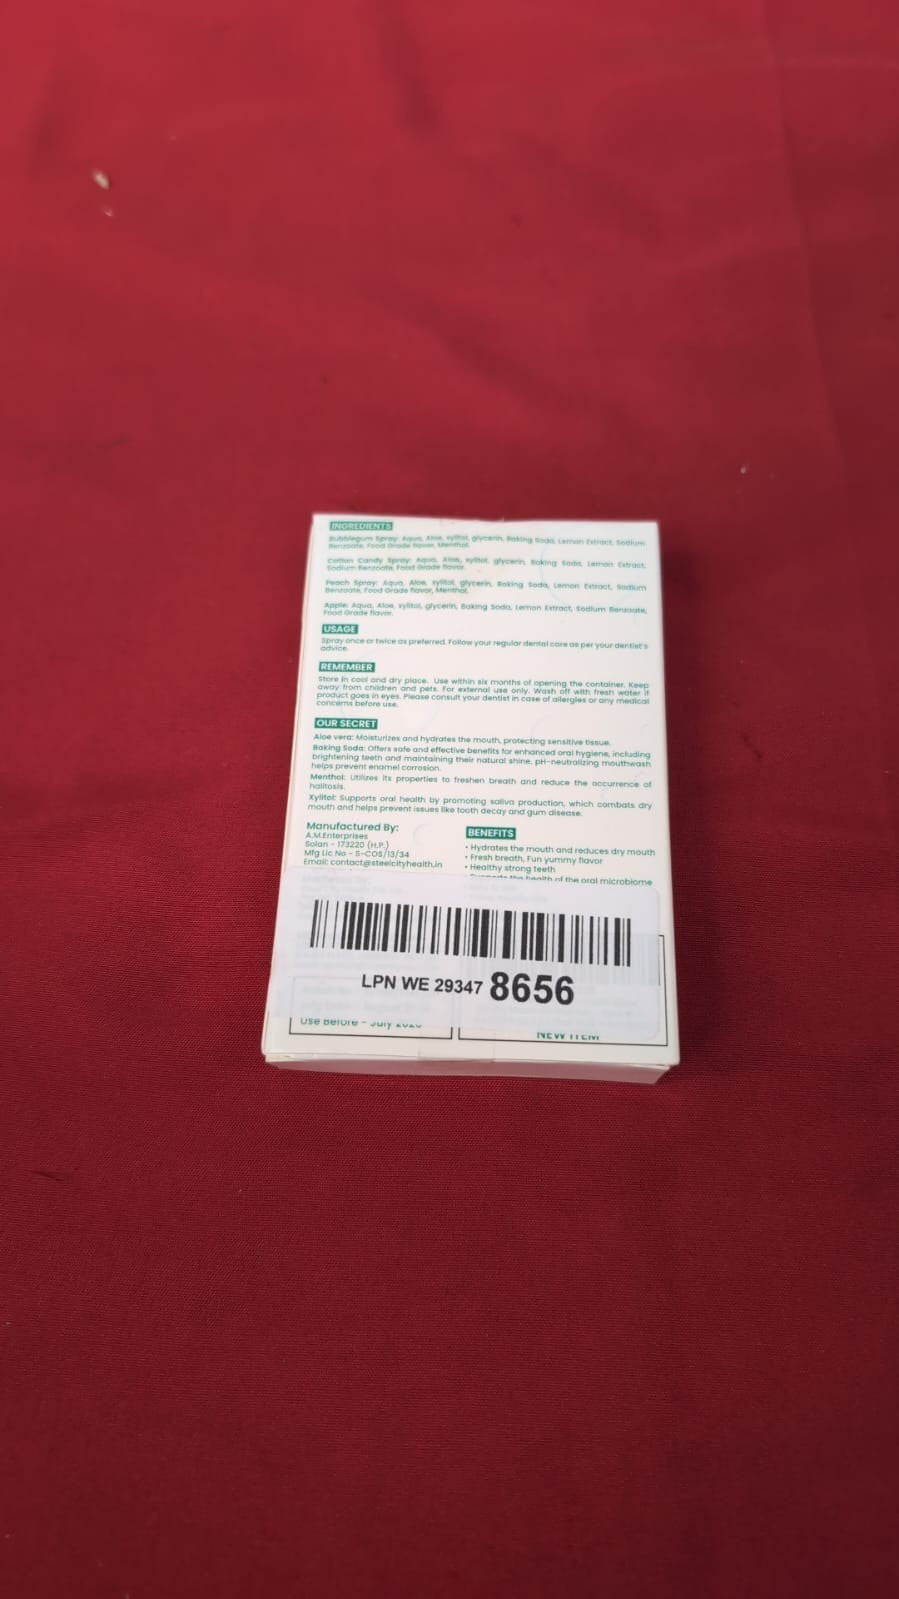 INGREDIENTS
Bubblegum Spray: Aqua, Aloe, xylitol, glycerin, Baking Soda, Lemon Extract, Sodium
Benzoate, Food Grade flavor, Menthol.
Cotton Candy Spray: Aqua, Aloe, xylitol, glycerin, Baking Soda, Lemon Extract,
Sodium Benzoate, Food Grade flavor.
Peach Spray: Aqua, Aloe, xylitol, glycerin, Baking Soda, Lemon Extract, Sodium
Benzoate, Food Grade flavor, Menthol.
Apple: Aqua, Aloe, xylitol, glycerin, Baking Soda, Lemon Extract, Sodium Benzoate,
Food Grade flavor.
USAGE
Spray once or twice as preferred. Follow your regular dental care as per your dentist's
advice.
REMEMBER
Store in cool and dry place. Use within six months of opening the container. Keep
away from children and pets. For external use only. Wash off with fresh water if
product goes in eyes. Please consult your dentist in case of allergies or any medical
concerns before use.
OUR SECRET
Aloe vera: Moisturizes and hydrates the mouth, protecting sensitive tissue.
Baking Soda: Offers safe and effective benefits for enhanced oral hygiene, including
brightening teeth and maintaining their natural shine. pH-neutralizing mouthwash
helps prevent enamel corrosion.
Menthol: Utilizes its properties to freshen breath and reduce the occurrence of
halitosis.
Xylitol: Supports oral health by promoting saliva production, which combats dry
mouth and helps prevent issues like tooth decay and gum disease.
Manufactured By:
A.M.Enterprises
Solan - 173220 (H.P.)
Mfg Lic No - S-COS/13/34
Email: contact@steelcityhealth.in
BENEFITS
• Hydrates the mouth and reduces dry mouth
• Fresh breath, Fun yummy flavor
• Healthy strong teeth
• Supports the health of the oral microbiome
LPN WE 29347 8656
Use Before - July
NEW ITEM